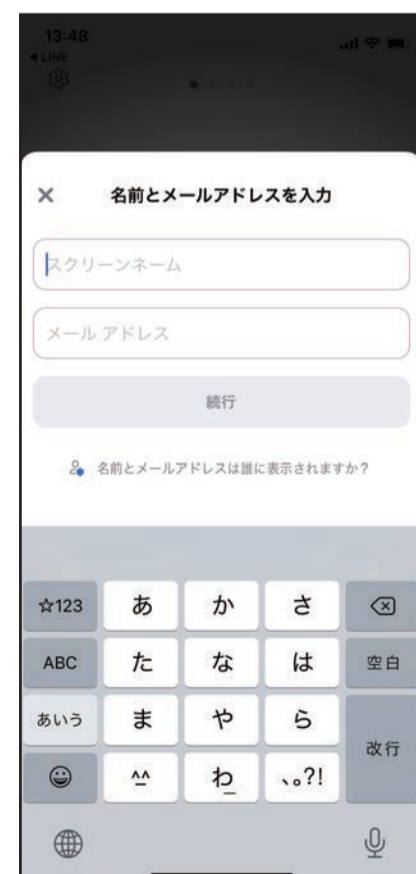 13:48
◀ LINE
名前とメールアドレスを入力
スクリーンネーム
メール アドレス
続行
名前とメールアドレスは誰に表示されますか？
☆123 あ か さ
ABC た な は 空白
あいう ま や ら
改行
^^ わ_ 、。?!